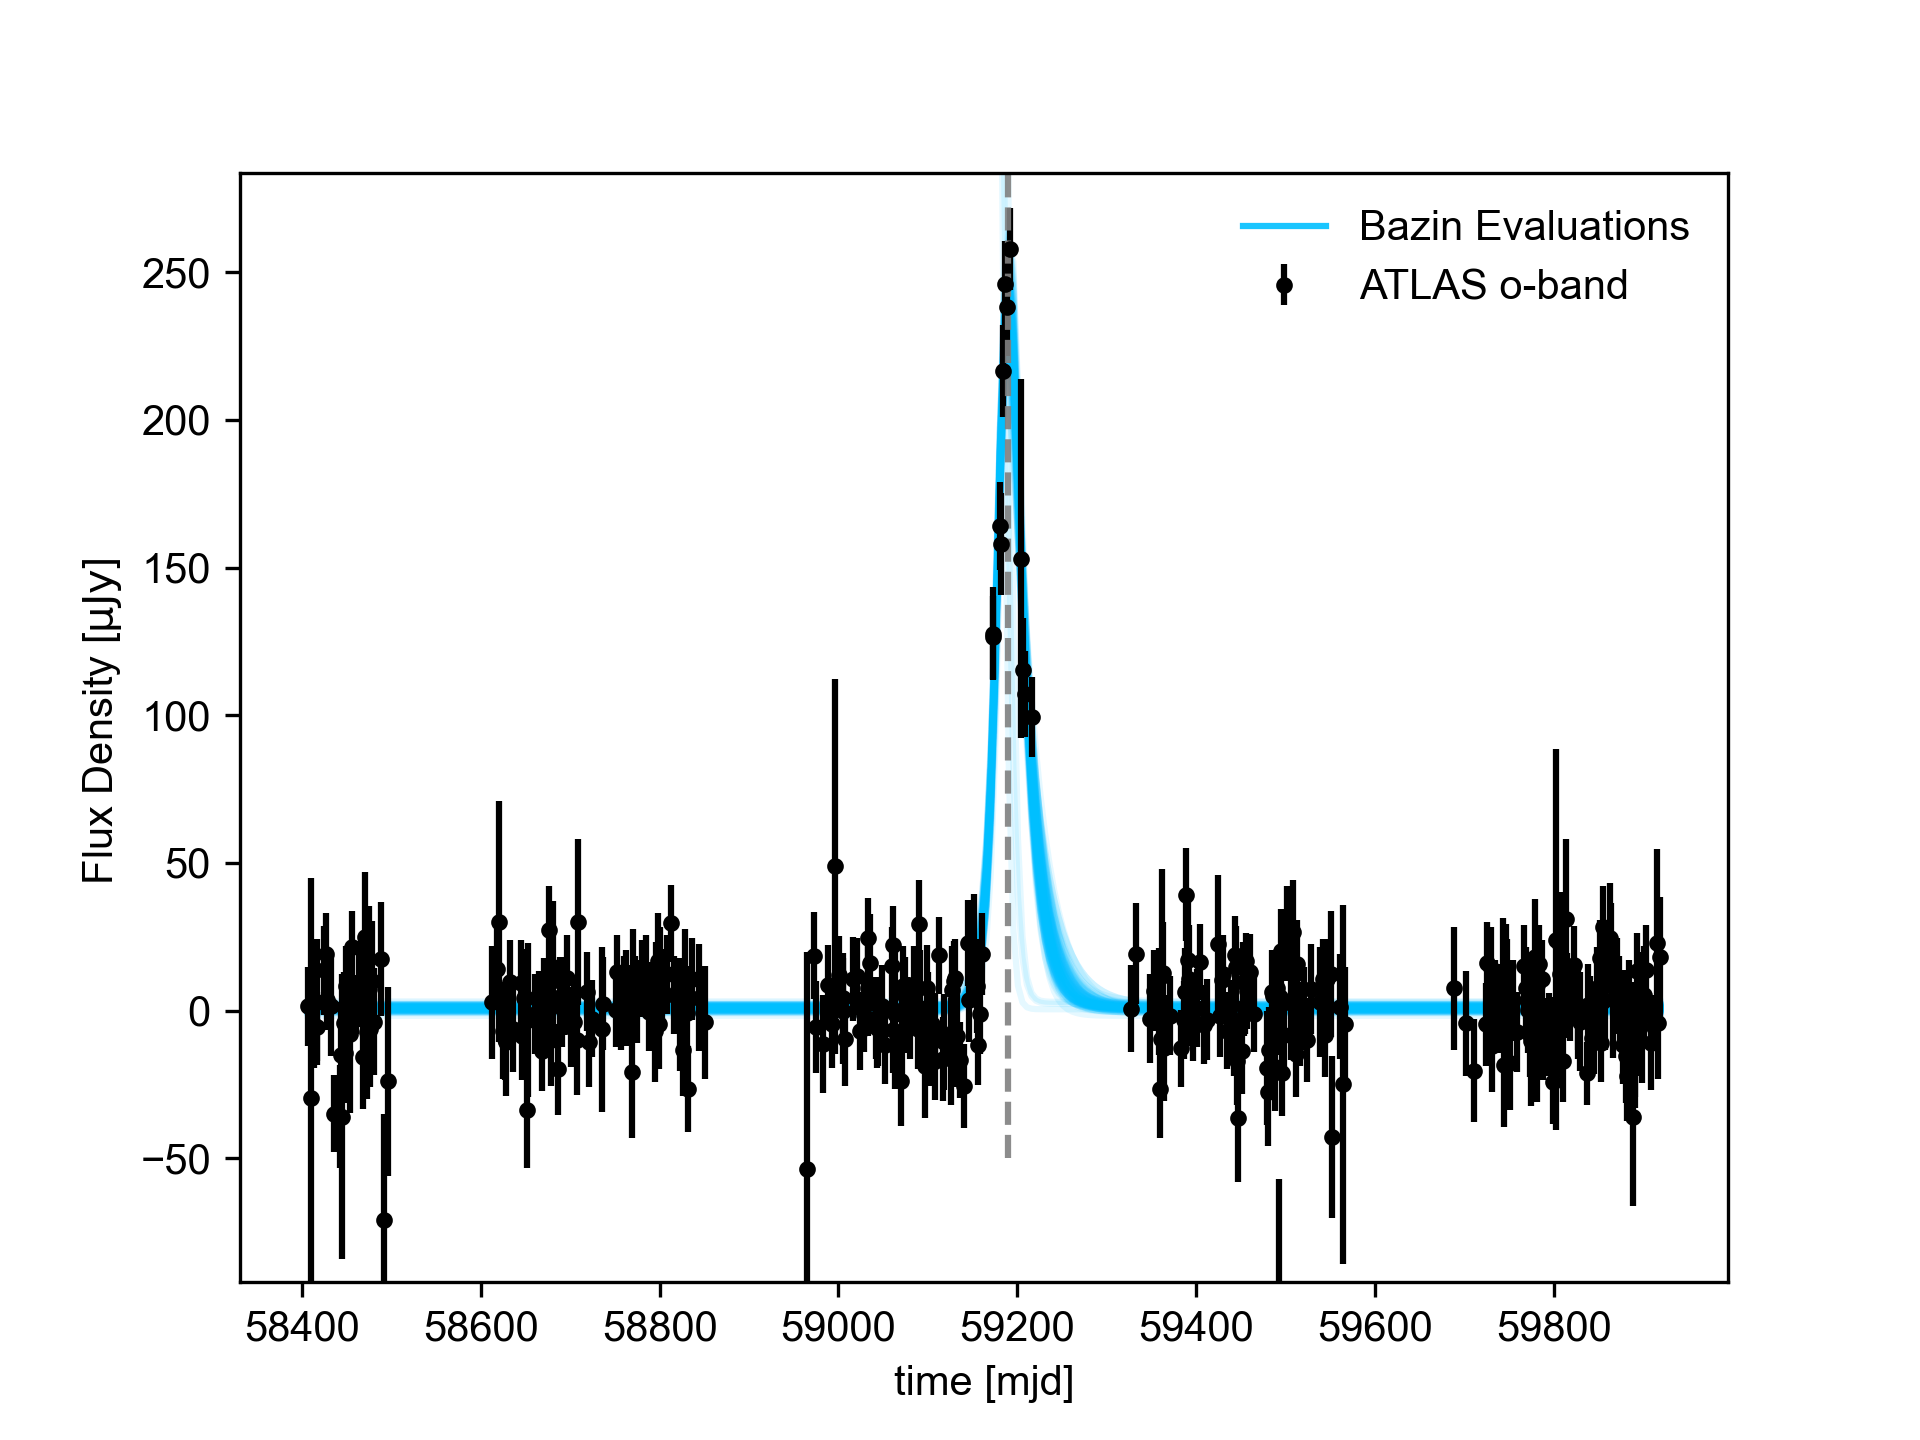 Bazin Evaluations
ATLAS o-band
Flux Density [µJy]
250
200
150
100
50
0
−50
58400 58600 58800 59000 59200 59400 59600 59800
time [mjd]